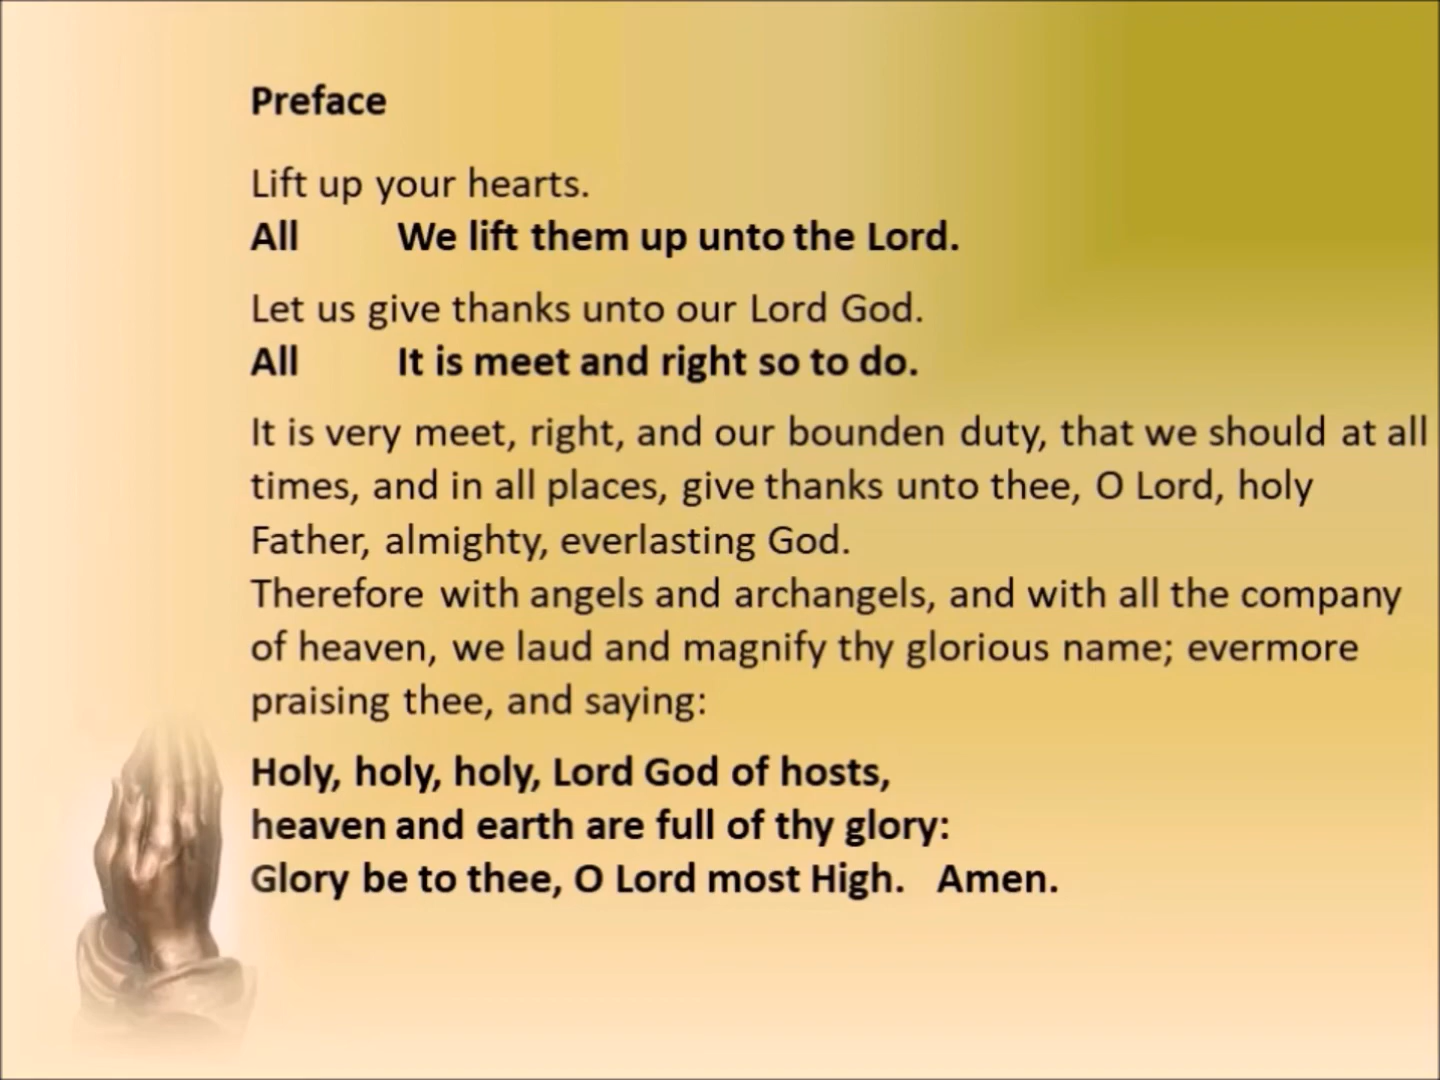 Preface
Lift up your hearts.
All We lift them up unto the Lord.
Let us give thanks unto our Lord God.
All It is meet and right so to do.
It is very meet, right, and our bounden duty, that we should at all
times, and in all places, give thanks unto thee, O Lord, holy
Father, almighty, everlasting God.
Therefore with angels and archangels, and with all the company
of heaven, we laud and magnify thy glorious name; evermore
praising thee, and saying:
Holy, holy, holy, Lord God of hosts,
heaven and earth are full of thy glory:
Glory be to thee, O Lord most High. Amen.